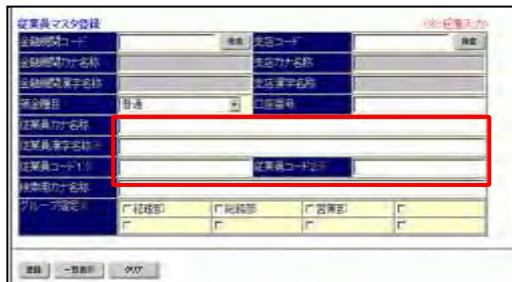 従業員マスタ登録
金融機関コード 検索 支店コード 検索
金融機関カナ名称 支店カナ名称
金融機関漢字名称 支店漢字名称
預金種目 普通 口座番号
従業員カナ名称
従業員漢字名称※
従業員コード1※ 従業員コード2※
検索用カナ名称
グループ指定※ 経理部 総務部 営業部
登録 一覧表示 クリア